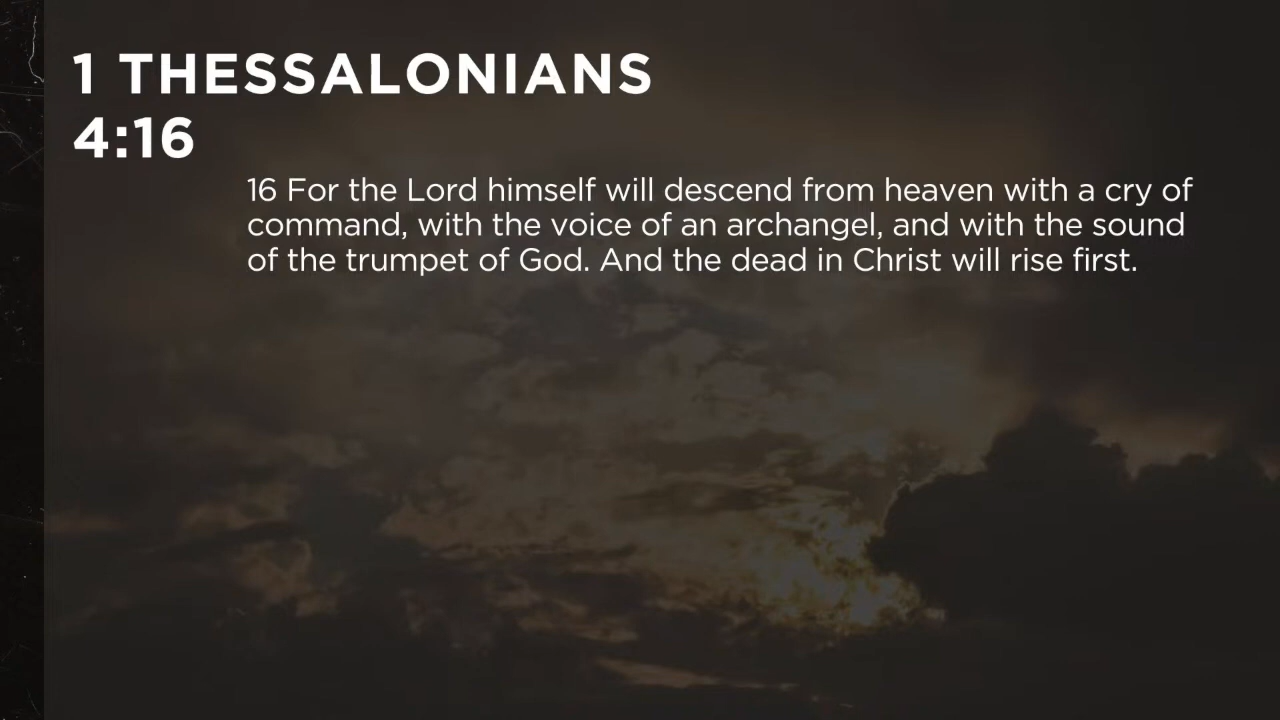 1 THESSALONIANS
4:16
16 For the Lord himself will descend from heaven with a cry of
command, with the voice of an archangel, and with the sound
of the trumpet of God. And the dead in Christ will rise first.